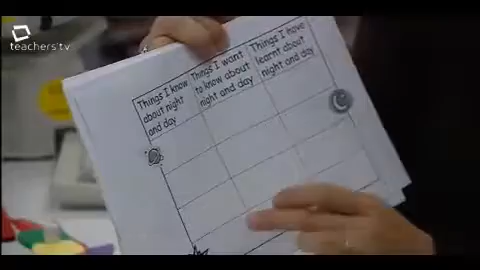 teachers'tv
Things I know
about night
and day
Things I want
to know about
night and day
Things I have
learnt about
night and day